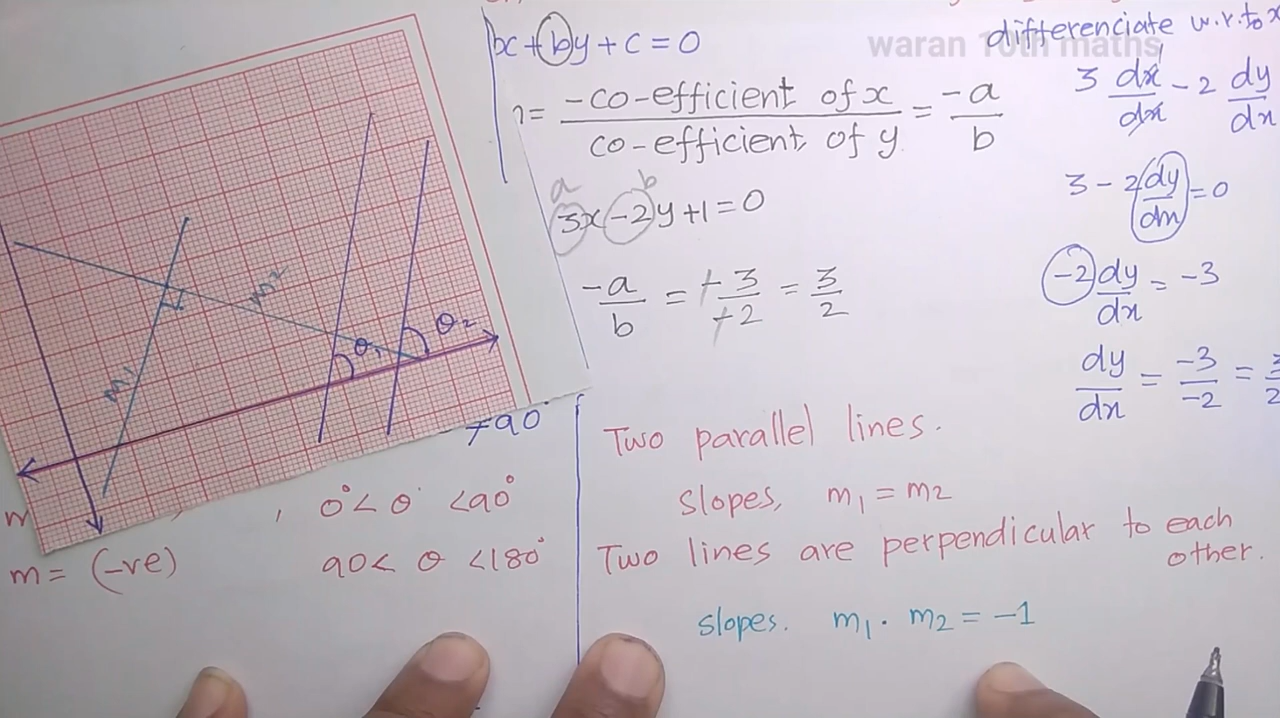 x + by + c = 0
waran 10th maths
= -co-efficient of x / co-efficient of y = -a / b
a b
3x - 2y + 1 = 0
-a / b = -3 / -2 = 3 / 2
differenciate w.r.to x
3 dx/dx - 2 dy/dx
3 - 2 dy/dn = 0
-2 dy/dx = -3
dy/dx = -3/-2 = 3/2
m1
m2
θ1
θ2
90
0° < θ < 90°
m = (-ve) 90 < θ < 180°
Two parallel lines.
slopes, m1 = m2
Two lines are perpendicular to each other.
slopes. m1 . m2 = -1